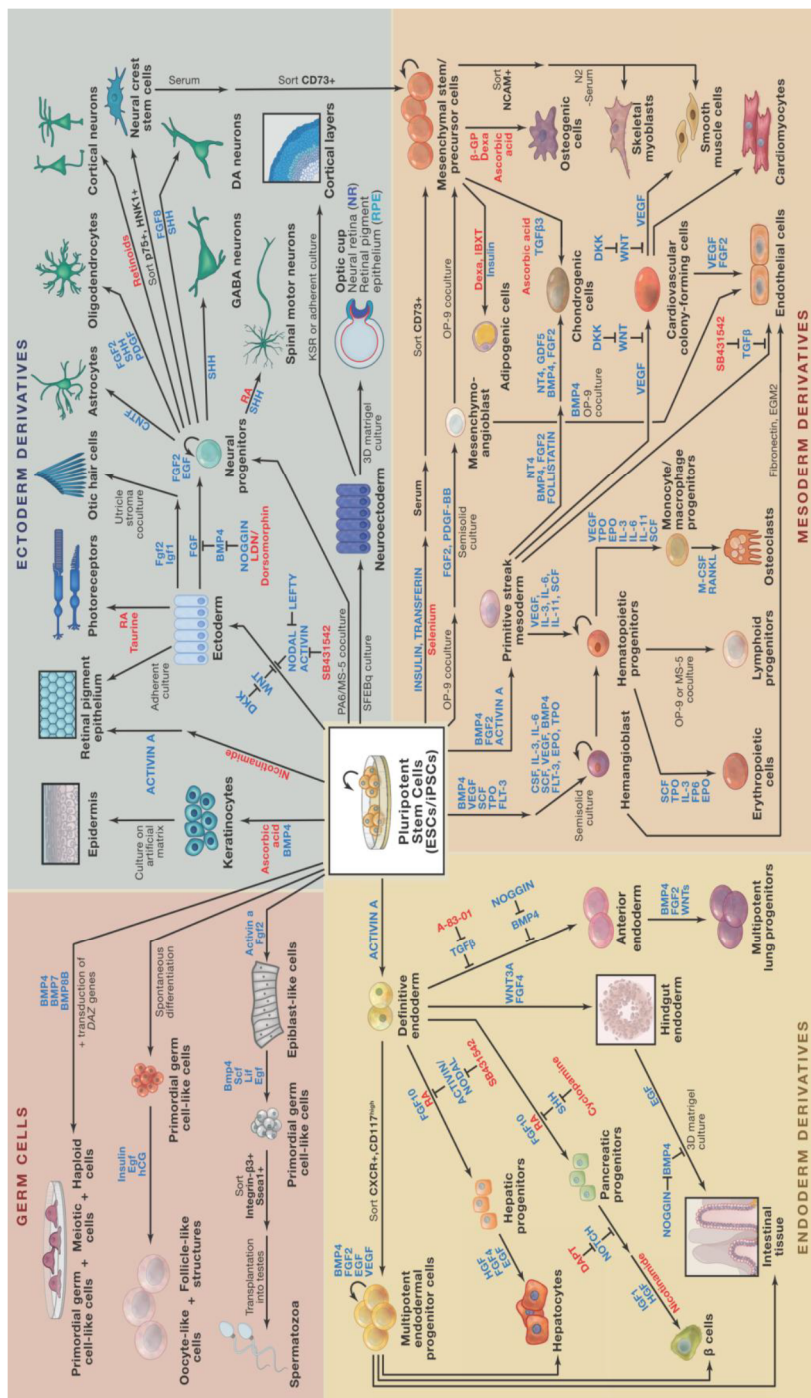 GERM CELLS
Primordial germ
cell-like cells
+
Meiotic
cells
+
Haploid
cells
BMP4
BMP7
BMP8B
+ transduction of
DAZ genes
Oocyte-like
cells
+
Follicle-like
structures
Insulin
Egf
hCG
Primordial germ
cell-like cells
Spontaneous
differentiation
Spermatozoa
Transplantation
into testes
Sort
Integrin-β3+
Ssea1+
Primordial germ
cell-like cells
Bmp4
Scf
Lif
Egf
Epiblast-like cells
Activin a
Fgf2
ECTODERM DERIVATIVES
Epidermis
Culture on
artificial
matrix
Keratinocytes
Ascorbic
acid
BMP4
Retinal pigment
epithelium
ACTIVIN A
Nicotinamide
Adherent
culture
Photoreceptors
RA
Taurine
Ectoderm
DKK
WNT
NODAL
ACTIVIN
LEFTY
SB431542
Otic hair cells
Utricle
stroma
coculture
Fgf2
Igf1
FGF
BMP4
NOGGIN
LDN/
Dorsomorphin
Astrocytes
CNTF
FGF2
EGF
Neural
progenitors
PA6/MS-5 coculture
SFEBq culture
Neuroectoderm
3D matrigel
culture
KSR or adherent culture
Oligodendrocytes
FGF2
SHH
PDGF
Cortical neurons
Retinoids
Sort p75+, HNK1+
Neural crest
stem cells
FGF8
SHH
DA neurons
SHH
GABA neurons
RA
SHH
Spinal motor neurons
Optic cup
Neural retina (NR)
Retinal pigment
epithelium (RPE)
Cortical layers
Serum
Sort CD73+
Pluripotent
Stem Cells
(ESCs/iPSCs)
ENDODERM DERIVATIVES
ACTIVIN A
Definitive
endoderm
Sort CXCR+,CD117high
BMP4
FGF2
EGF
VEGF
Multipotent
endodermal
progenitor cells
FGF10
RA
ACTIVIN/
NODAL
SB431542
Hepatic
progenitors
HGF
FGF4
EGF
Hepatocytes
FGF10
RA
SHH
Cyclopamine
Pancreatic
progenitors
DAPT
NOTCH
IGF1
HGF
Nicotinamide
β cells
WNT3A
FGF4
Hindgut
endoderm
EGF
NOGGIN
BMP4
3D matrigel
culture
Intestinal
tissue
A-83-01
TGFβ
NOGGIN
BMP4
Anterior
endoderm
BMP4
FGF2
WNTs
Multipotent
lung progenitors
MESODERM DERIVATIVES
INSULIN, TRANSFERIN
Selenium
Serum
Sort CD73+
Mesenchymal stem/
precursor cells
OP-9 coculture
FGF2, PDGF-BB
Semisolid
culture
Mesenchymo-
angioblast
OP-9 coculture
Dexa, IBXT
Insulin
Adipogenic cells
Ascorbic acid
TGFβ3
Chondrogenic
cells
β-GP
Dexa
Ascorbic
acid
Osteogenic
cells
Sort
NCAM+
N2
-Serum
Skeletal
myoblasts
Smooth
muscle cells
Cardiomyocytes
BMP4
FGF2
ACTIVIN A
Primitive streak
mesoderm
NT4
BMP4, FGF2
FOLLISTATIN
NT4, GDF5
BMP4, FGF2
BMP4
OP-9
coculture
DKK
WNT
VEGF
Cardiovascular
colony-forming cells
DKK
WNT
VEGF
VEGF
FGF2
Endothelial cells
SB431542
TGFβ
Fibronectin, EGM2
BMP4
VEGF
SCF
TPO
FLT-3
CSF, IL-3, IL-6
SCF, VEGF, BMP4
FLT-3, EPO, TPO
Semisolid
culture
Hemangioblast
VEGF,
IL-3, IL-6,
IL-11, SCF
Hematopoietic
progenitors
SCF
TPO
IL-3
FP6
EPO
Erythropoietic
cells
OP-9 or MS-5
coculture
Lymphoid
progenitors
VEGF
TPO
EPO
IL-3
IL-6
IL-11
SCF
Monocyte/
macrophage
progenitors
M-CSF
RANKL
Osteoclasts